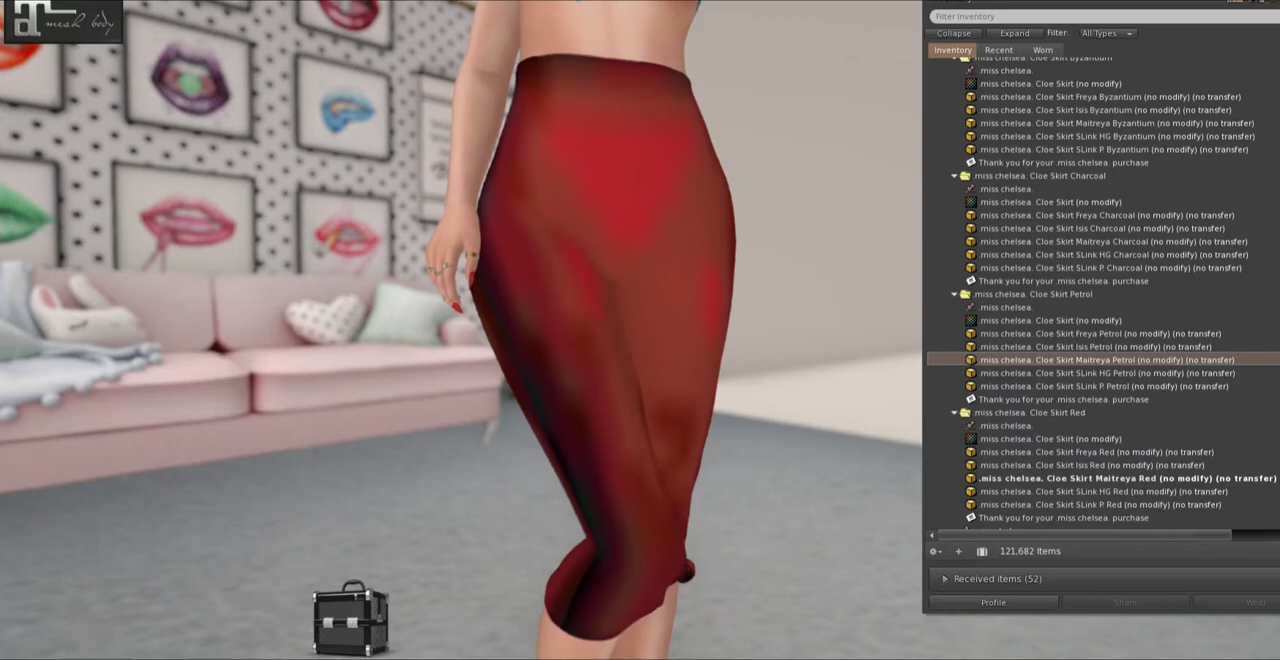 mesh body
Filter Inventory
Collapse Expand Filter: All Types
Inventory Recent Worn
.miss chelsea. Cloe Skirt Byzantium
.miss chelsea.
.miss chelsea. Cloe Skirt (no modify)
.miss chelsea. Cloe Skirt Freya Byzantium (no modify) (no transfer)
.miss chelsea. Cloe Skirt Isis Byzantium (no modify) (no transfer)
.miss chelsea. Cloe Skirt Maitreya Byzantium (no modify) (no transfer)
.miss chelsea. Cloe Skirt SLink HG Byzantium (no modify) (no transfer)
.miss chelsea. Cloe Skirt SLink P. Byzantium (no modify) (no transfer)
Thank you for your .miss chelsea. purchase
.miss chelsea. Cloe Skirt Charcoal
.miss chelsea.
.miss chelsea. Cloe Skirt (no modify)
.miss chelsea. Cloe Skirt Freya Charcoal (no modify) (no transfer)
.miss chelsea. Cloe Skirt Isis Charcoal (no modify) (no transfer)
.miss chelsea. Cloe Skirt Maitreya Charcoal (no modify) (no transfer)
.miss chelsea. Cloe Skirt SLink HG Charcoal (no modify) (no transfer)
.miss chelsea. Cloe Skirt SLink P. Charcoal (no modify) (no transfer)
Thank you for your .miss chelsea. purchase
.miss chelsea. Cloe Skirt Petrol
.miss chelsea.
.miss chelsea. Cloe Skirt (no modify)
.miss chelsea. Cloe Skirt Freya Petrol (no modify) (no transfer)
.miss chelsea. Cloe Skirt Isis Petrol (no modify) (no transfer)
.miss chelsea. Cloe Skirt Maitreya Petrol (no modify) (no transfer)
.miss chelsea. Cloe Skirt SLink HG Petrol (no modify) (no transfer)
.miss chelsea. Cloe Skirt SLink P. Petrol (no modify) (no transfer)
Thank you for your .miss chelsea. purchase
.miss chelsea. Cloe Skirt Red
.miss chelsea.
.miss chelsea. Cloe Skirt (no modify)
.miss chelsea. Cloe Skirt Freya Red (no modify) (no transfer)
.miss chelsea. Cloe Skirt Isis Red (no modify) (no transfer)
.miss chelsea. Cloe Skirt Maitreya Red (no modify) (no transfer)
.miss chelsea. Cloe Skirt SLink HG Red (no modify) (no transfer)
.miss chelsea. Cloe Skirt SLink P. Red (no modify) (no transfer)
Thank you for your .miss chelsea. purchase
121,682 Items
Received items (52)
Profile Share Wear